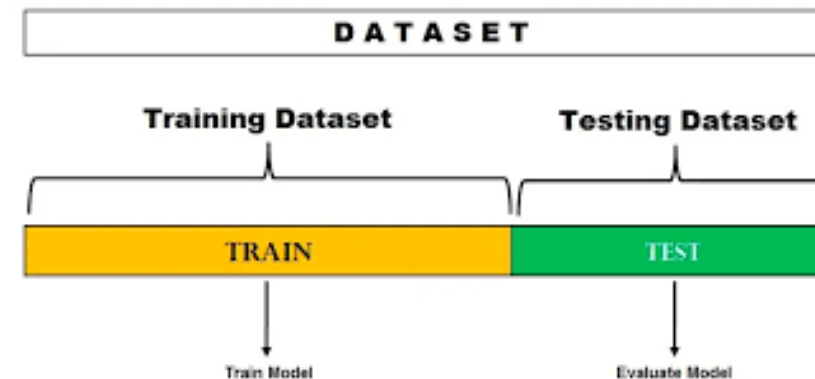 DATASET
Training Dataset
Testing Dataset
TRAIN
TEST
Train Model
Evaluate Model